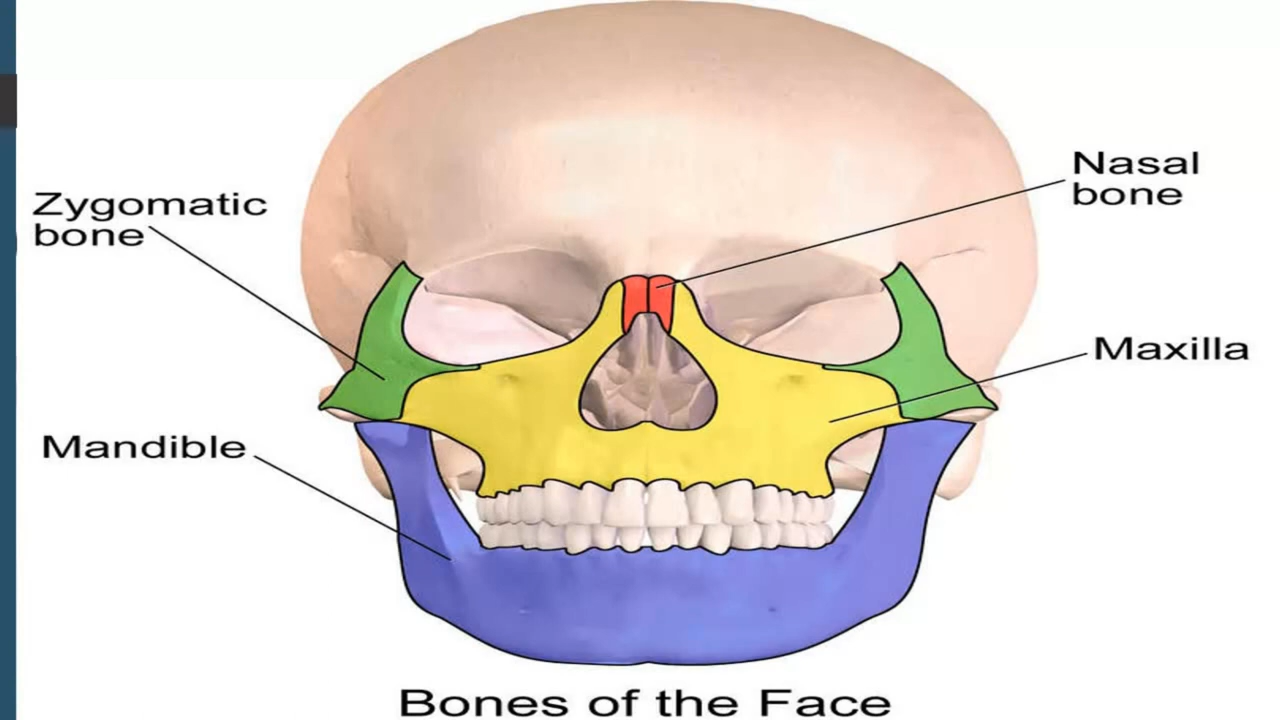 Nasal
bone
Zygomatic
bone
Maxilla
Mandible
Bones of the Face